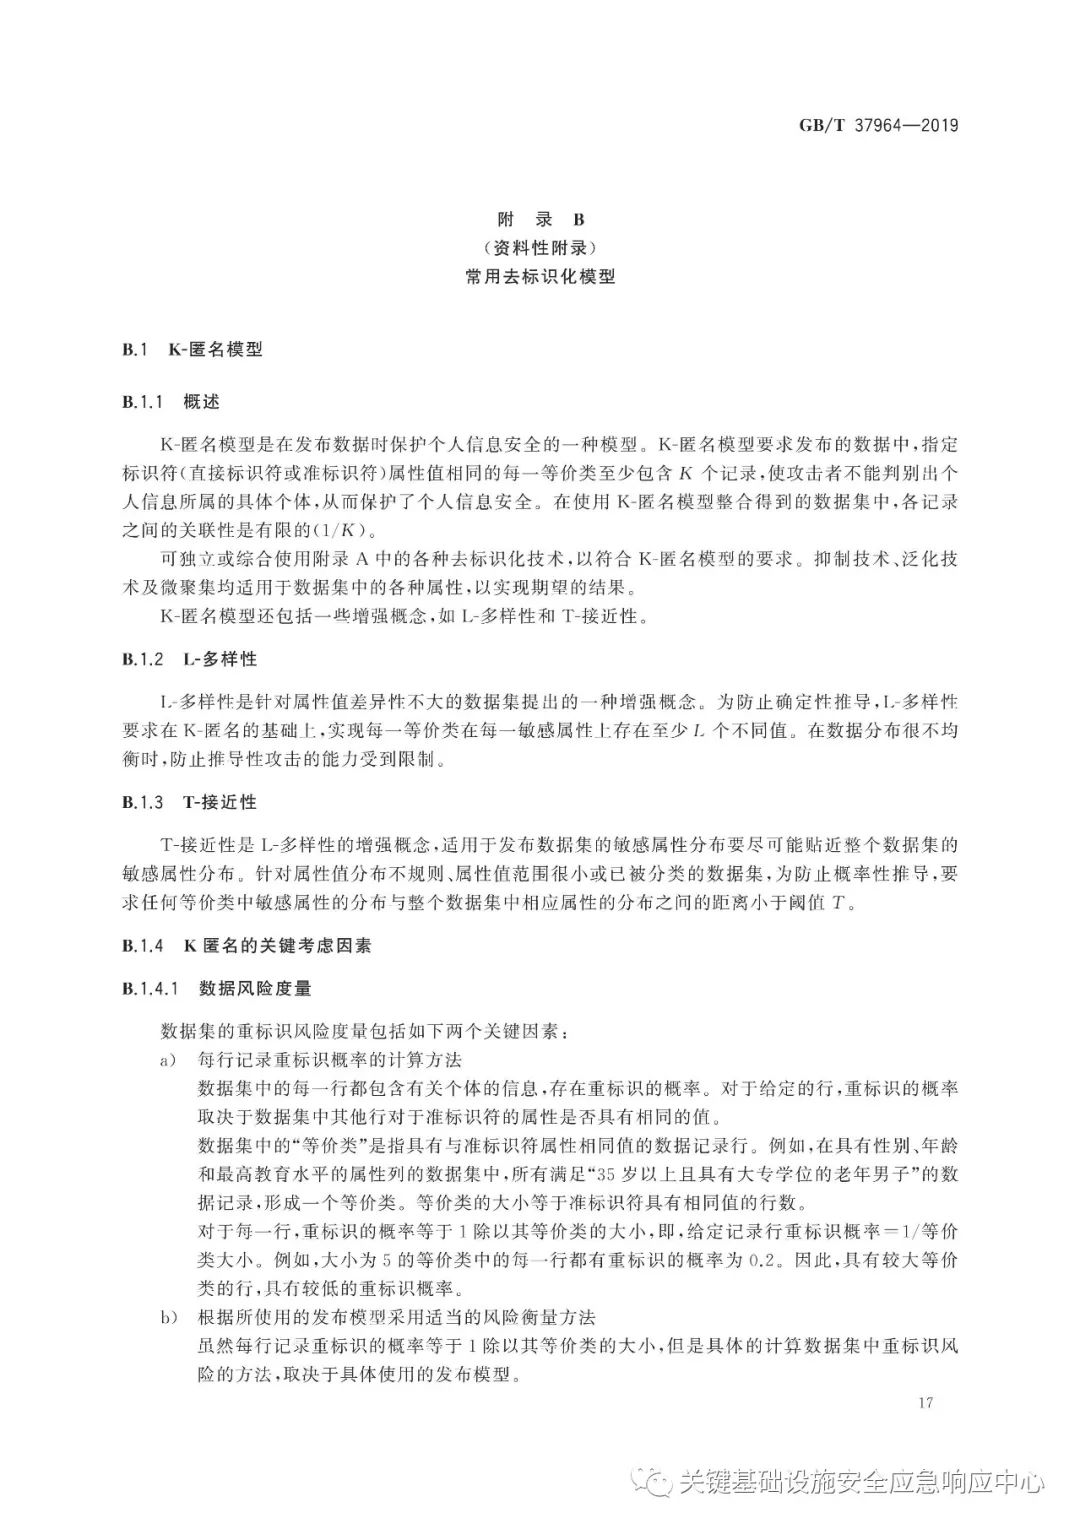 GB/T 37964—2019
附 录 B
（资料性附录）
常用去标识化模型
B.1 K-匿名模型
B.1.1 概述
K-匿名模型是在发布数据时保护个人信息安全的一种模型。K-匿名模型要求发布的数据中,指定
标识符(直接标识符或准标识符)属性值相同的每一等价类至少包含 K 个记录,使攻击者不能判别出个
人信息所属的具体个体,从而保护了个人信息安全。在使用 K-匿名模型整合得到的数据集中,各记录
之间的关联性是有限的(1/K)。
可独立或综合使用附录 A 中的各种去标识化技术,以符合 K-匿名模型的要求。抑制技术、泛化技
术及微聚集均适用于数据集中的各种属性,以实现期望的结果。
K-匿名模型还包括一些增强概念,如 L-多样性和 T-接近性。
B.1.2 L-多样性
L-多样性是针对属性值差异性不大的数据集提出的一种增强概念。为防止确定性推导,L-多样性
要求在 K-匿名的基础上,实现每一等价类在每一敏感属性上存在至少 L 个不同值。在数据分布很不均
衡时,防止推导性攻击的能力受到限制。
B.1.3 T-接近性
T-接近性是 L-多样性的增强概念,适用于发布数据集的敏感属性分布要尽可能贴近整个数据集的
敏感属性分布。针对属性值分布不规则、属性值范围很小或已被分类的数据集,为防止概率性推导,要
求任何等价类中敏感属性的分布与整个数据集中相应属性的分布之间的距离小于阈值 T。
B.1.4 K 匿名的关键考虑因素
B.1.4.1 数据风险度量
数据集的重标识风险度量包括如下两个关键因素:
a) 每行记录重标识概率的计算方法
数据集中的每一行都包含有关个体的信息,存在重标识的概率。对于给定的行,重标识的概率
取决于数据集中其他行对于准标识符的属性是否具有相同的值。
数据集中的“等价类”是指具有与准标识符属性相同值的数据记录行。例如,在具有性别、年龄
和最高教育水平的属性列的数据集中,所有满足“35 岁以上且具有大专学位的老年男子”的数
据记录,形成一个等价类。等价类的大小等于准标识符具有相同值的行数。
对于每一行,重标识的概率等于 1 除以其等价类的大小,即,给定记录行重标识概率=1/等价
类大小。例如,大小为 5 的等价类中的每一行都有重标识的概率为 0.2。因此,具有较大等价
类的行,具有较低的重标识概率。
b) 根据所使用的发布模型采用适当的风险衡量方法
虽然每行记录重标识的概率等于 1 除以其等价类的大小,但是具体的计算数据集中重标识风
险的方法,取决于具体使用的发布模型。
17
关键基础设施安全应急响应中心